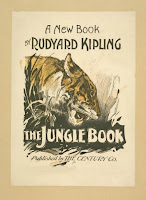 A New Book
By RUDYARD KIPLING
THE JUNGLE BOOK
Published by THE CENTURY Co.